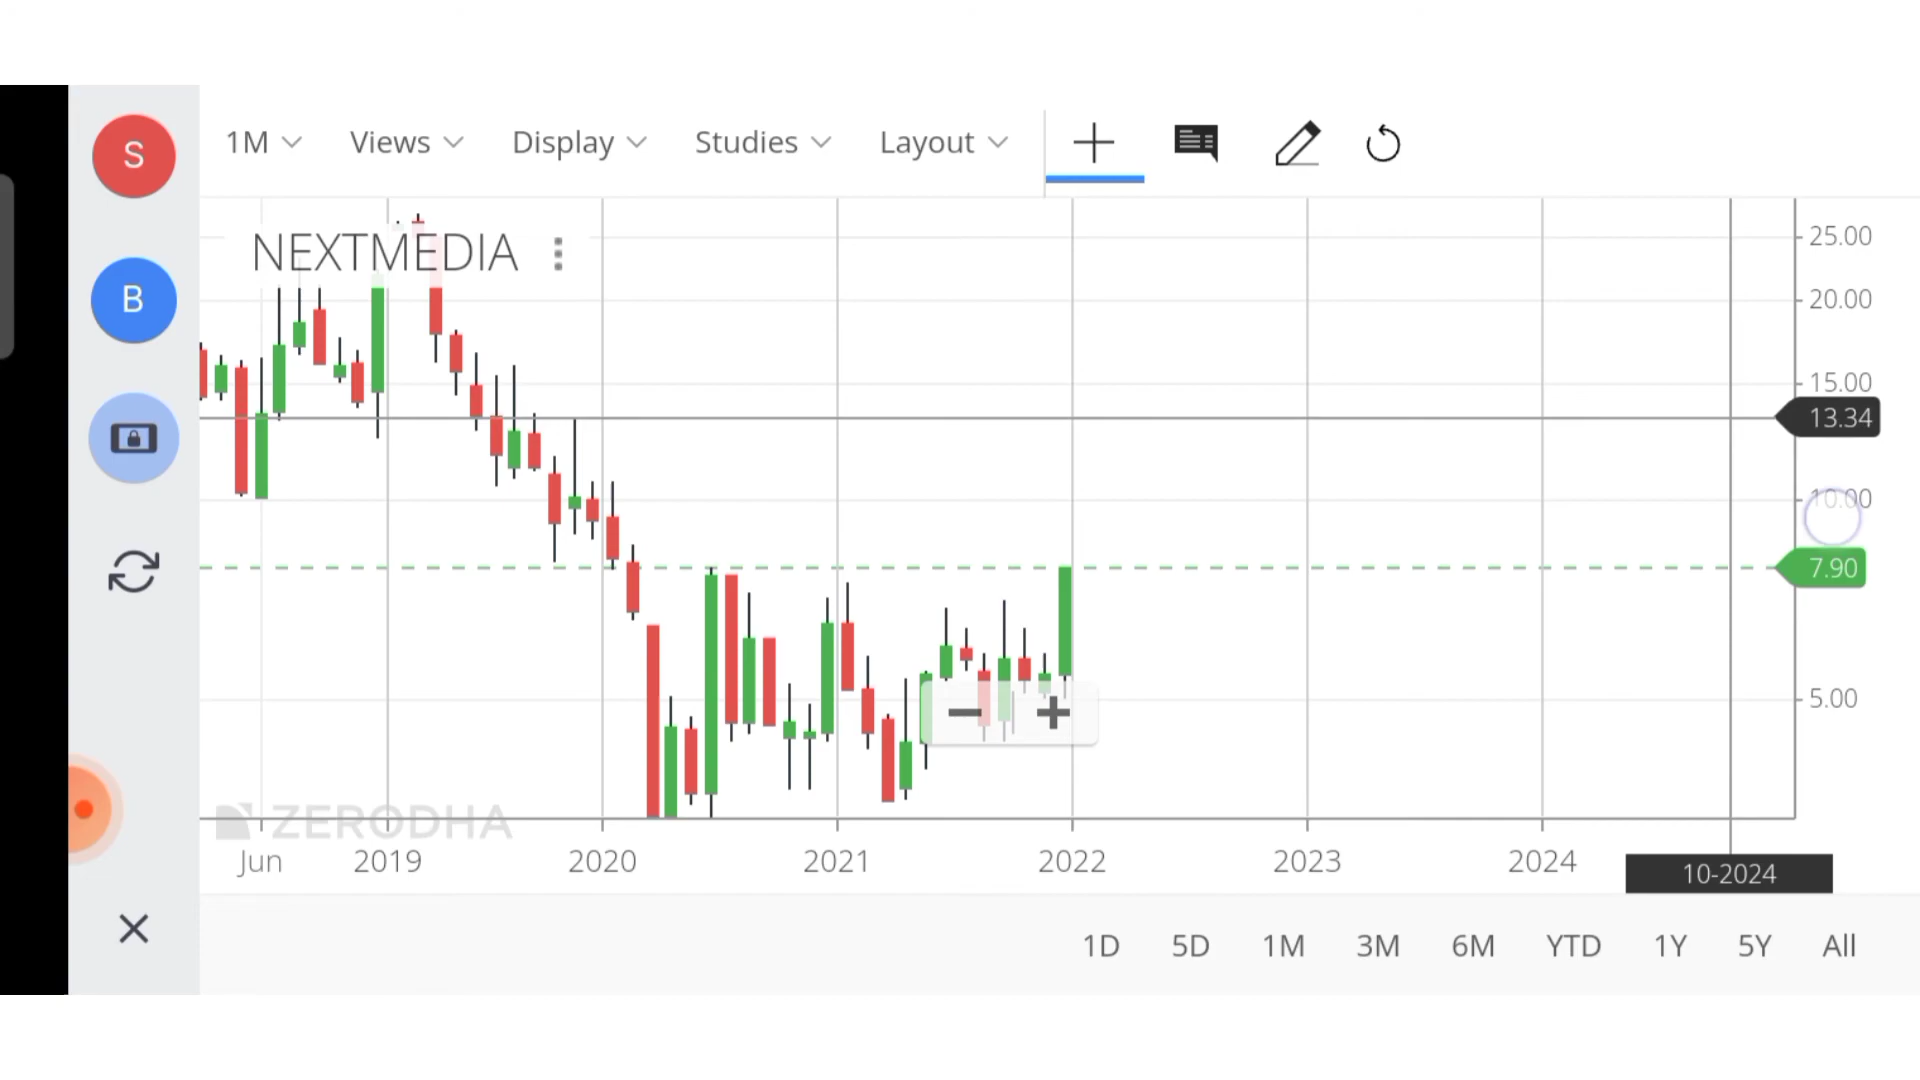 S
1M Views Display Studies Layout
B
NEXTMEDIA
25.00
20.00
15.00
13.34
10.00
7.90
5.00
ZERODHA
Jun 2019 2020 2021 2022 2023 2024 10-2024
1D 5D 1M 3M 6M YTD 1Y 5Y All